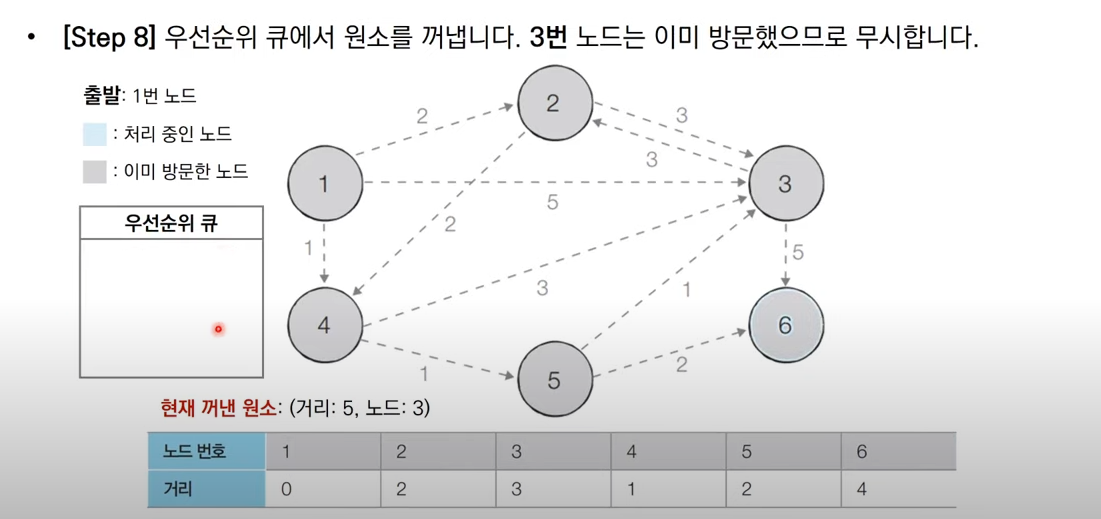 • [Step 8] 우선순위 큐에서 원소를 꺼냅니다. 3번 노드는 이미 방문했으므로 무시합니다.
출발: 1번 노드
: 처리 중인 노드
: 이미 방문한 노드
우선순위 큐
2
2
3
3
1
3
5
1
2
5
3
1
4
6
1
2
5
현재 꺼낸 원소: (거리: 5, 노드: 3)
노드 번호 1 2 3 4 5 6
거리 0 2 3 1 2 4